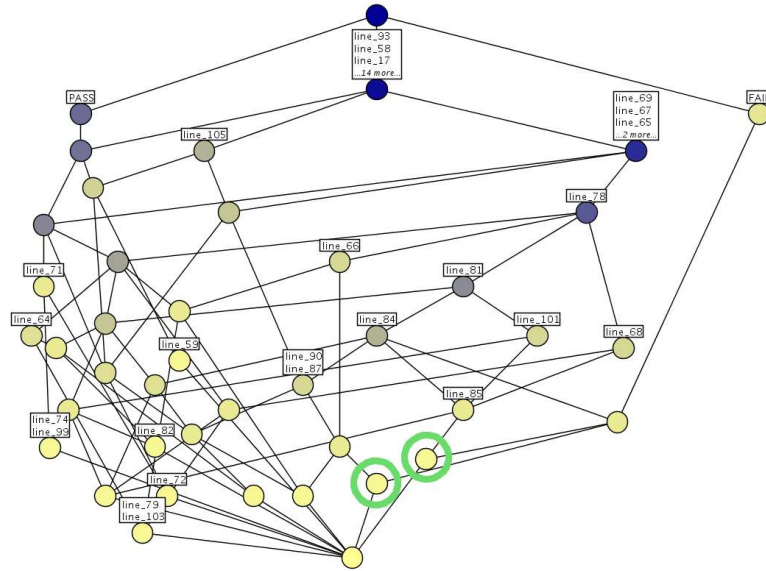 line_93
line_58
line_17
...14 more...
PASS
line_69
line_67
line_65
...2 more...
FAIL
line_105
line_78
line_66
line_71
line_81
line_64
line_84
line_101
line_68
line_59
line_90
line_87
line_85
line_74
line_99
line_82
line_72
line_79
line_103